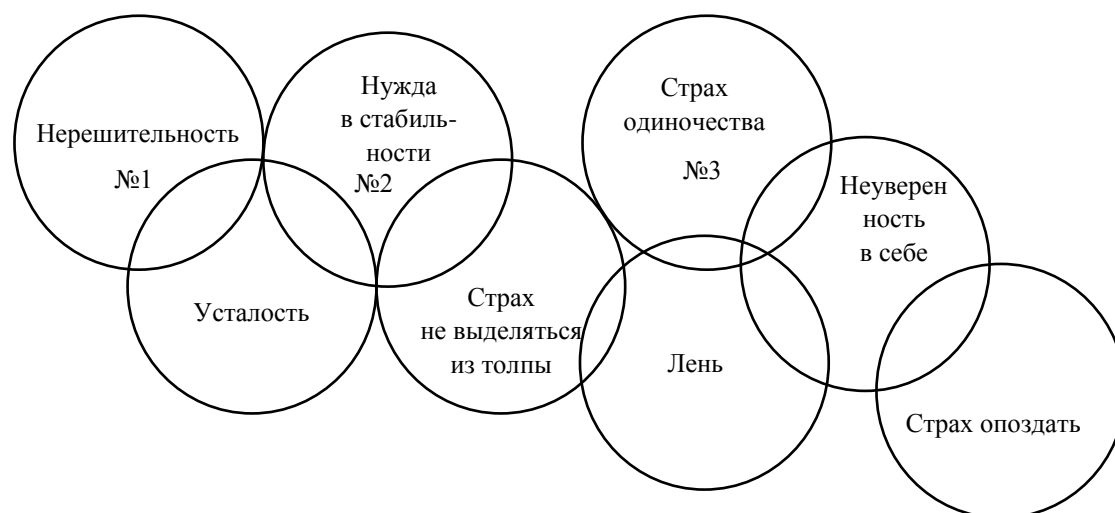 Нерешительность
№1
Нужда
в стабиль-
ности
№2
Страх
одиночества
№3
Неуверен
ность
в себе
Усталость
Страх
не выделяться
из толпы
Лень
Страх опоздать